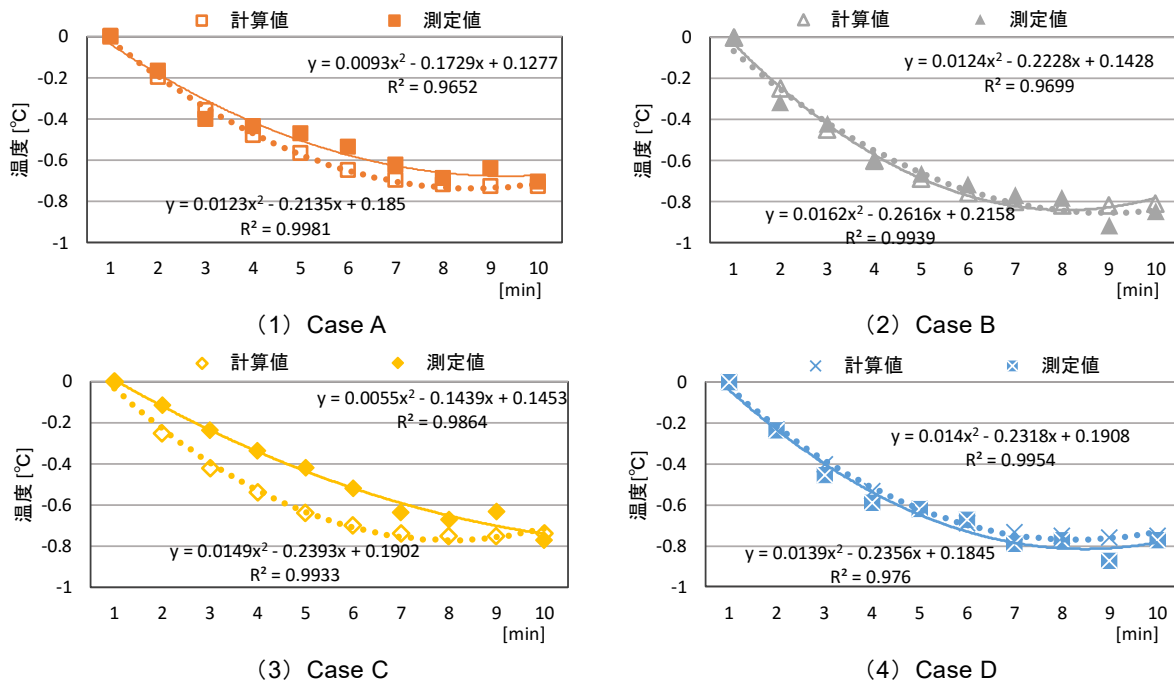 計算値 測定値
0
-0.2
-0.4
-0.6
-0.8
-1
温度 [℃]
y = 0.0093x² - 0.1729x + 0.1277
R² = 0.9652
y = 0.0123x² - 0.2135x + 0.185
R² = 0.9981
1 2 3 4 5 6 7 8 9 10
[min]
（1）Case A
計算値 測定値
0
-0.2
-0.4
-0.6
-0.8
-1
温度 [℃]
y = 0.0124x² - 0.2228x + 0.1428
R² = 0.9699
y = 0.0162x² - 0.2616x + 0.2158
R² = 0.9939
1 2 3 4 5 6 7 8 9 10
[min]
（2）Case B
計算値 測定値
0
-0.2
-0.4
-0.6
-0.8
-1
温度 [℃]
y = 0.0055x² - 0.1439x + 0.1453
R² = 0.9864
y = 0.0149x² - 0.2393x + 0.1902
R² = 0.9933
1 2 3 4 5 6 7 8 9 10
[min]
（3）Case C
計算値 測定値
0
-0.2
-0.4
-0.6
-0.8
-1
温度 [℃]
y = 0.014x² - 0.2318x + 0.1908
R² = 0.9954
y = 0.0139x² - 0.2356x + 0.1845
R² = 0.976
1 2 3 4 5 6 7 8 9 10
[min]
（4）Case D